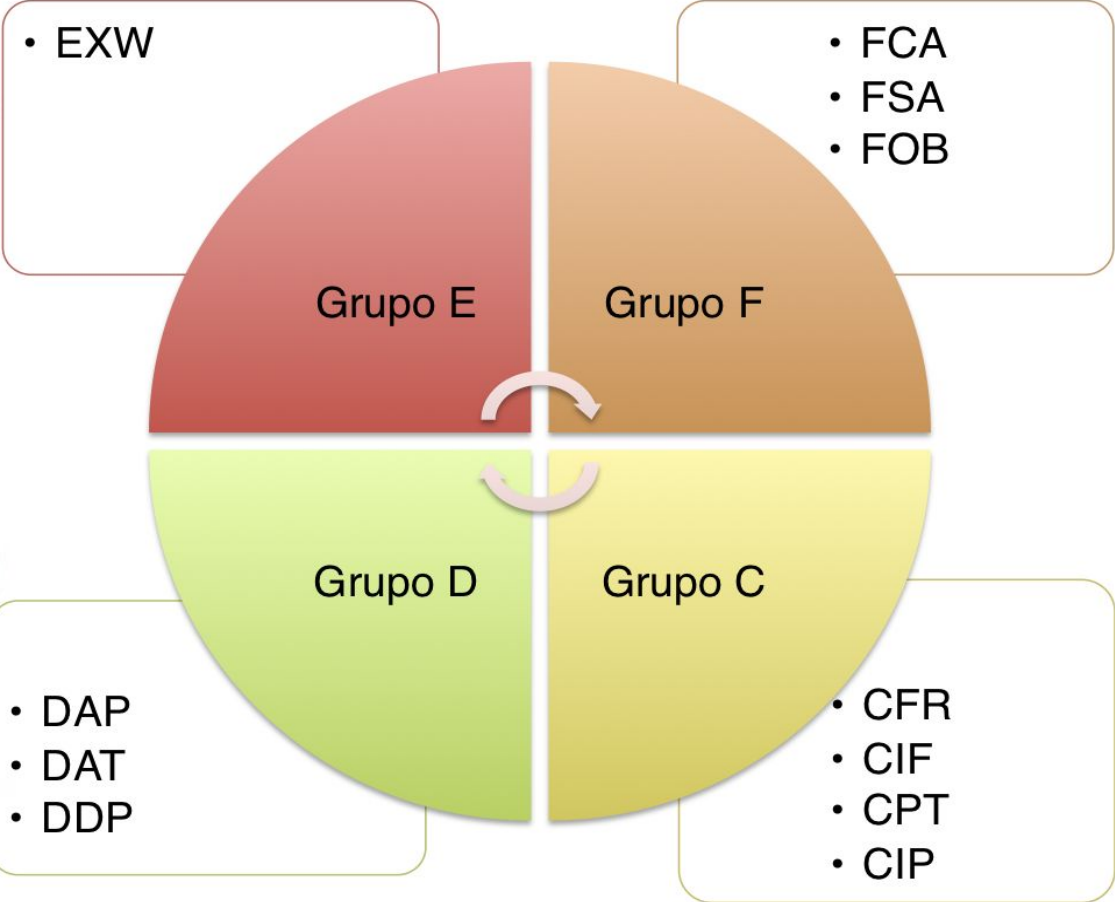 • EXW
• FCA
• FSA
• FOB
Grupo E
Grupo F
Grupo D
Grupo C
• DAP
• DAT
• DDP
• CFR
• CIF
• CPT
• CIP